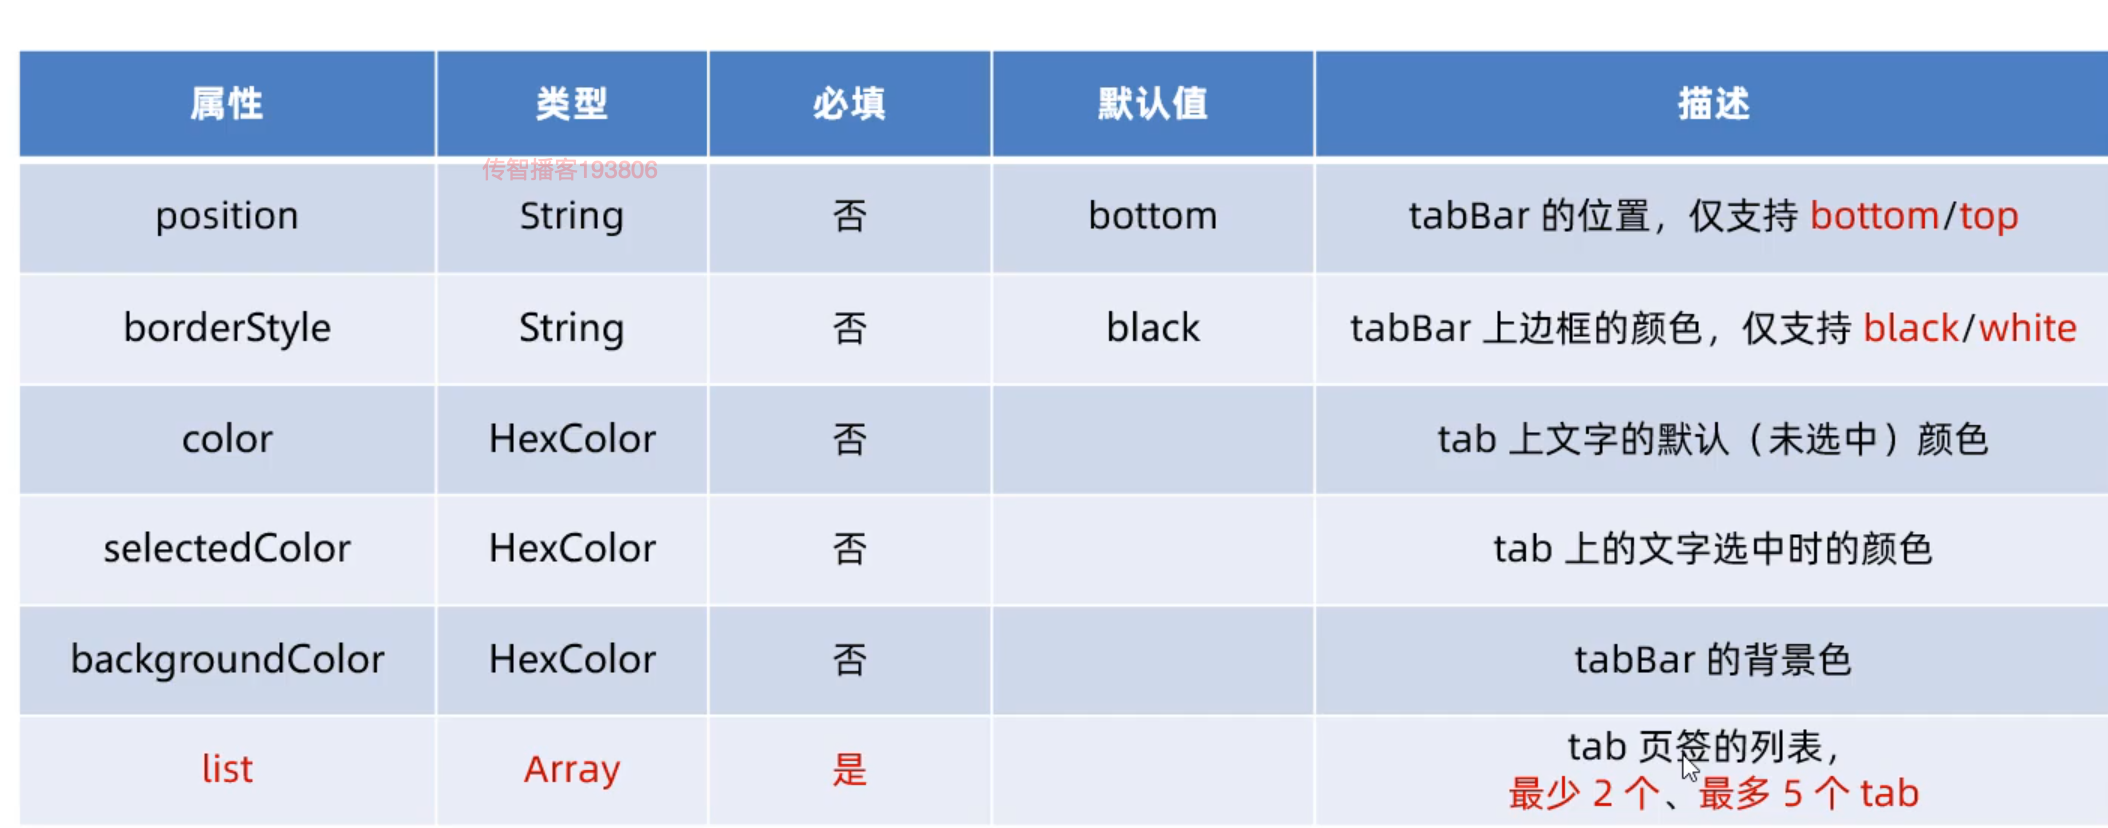 属性 类型 必填 默认值 描述
传智播客193806
position String 否 bottom tabBar 的位置，仅支持 bottom/top
borderStyle String 否 black tabBar 上边框的颜色，仅支持 black/white
color HexColor 否 tab 上文字的默认（未选中）颜色
selectedColor HexColor 否 tab 上的文字选中时的颜色
backgroundColor HexColor 否 tabBar 的背景色
list Array 是 tab 页签的列表，
最少 2 个、最多 5 个 tab